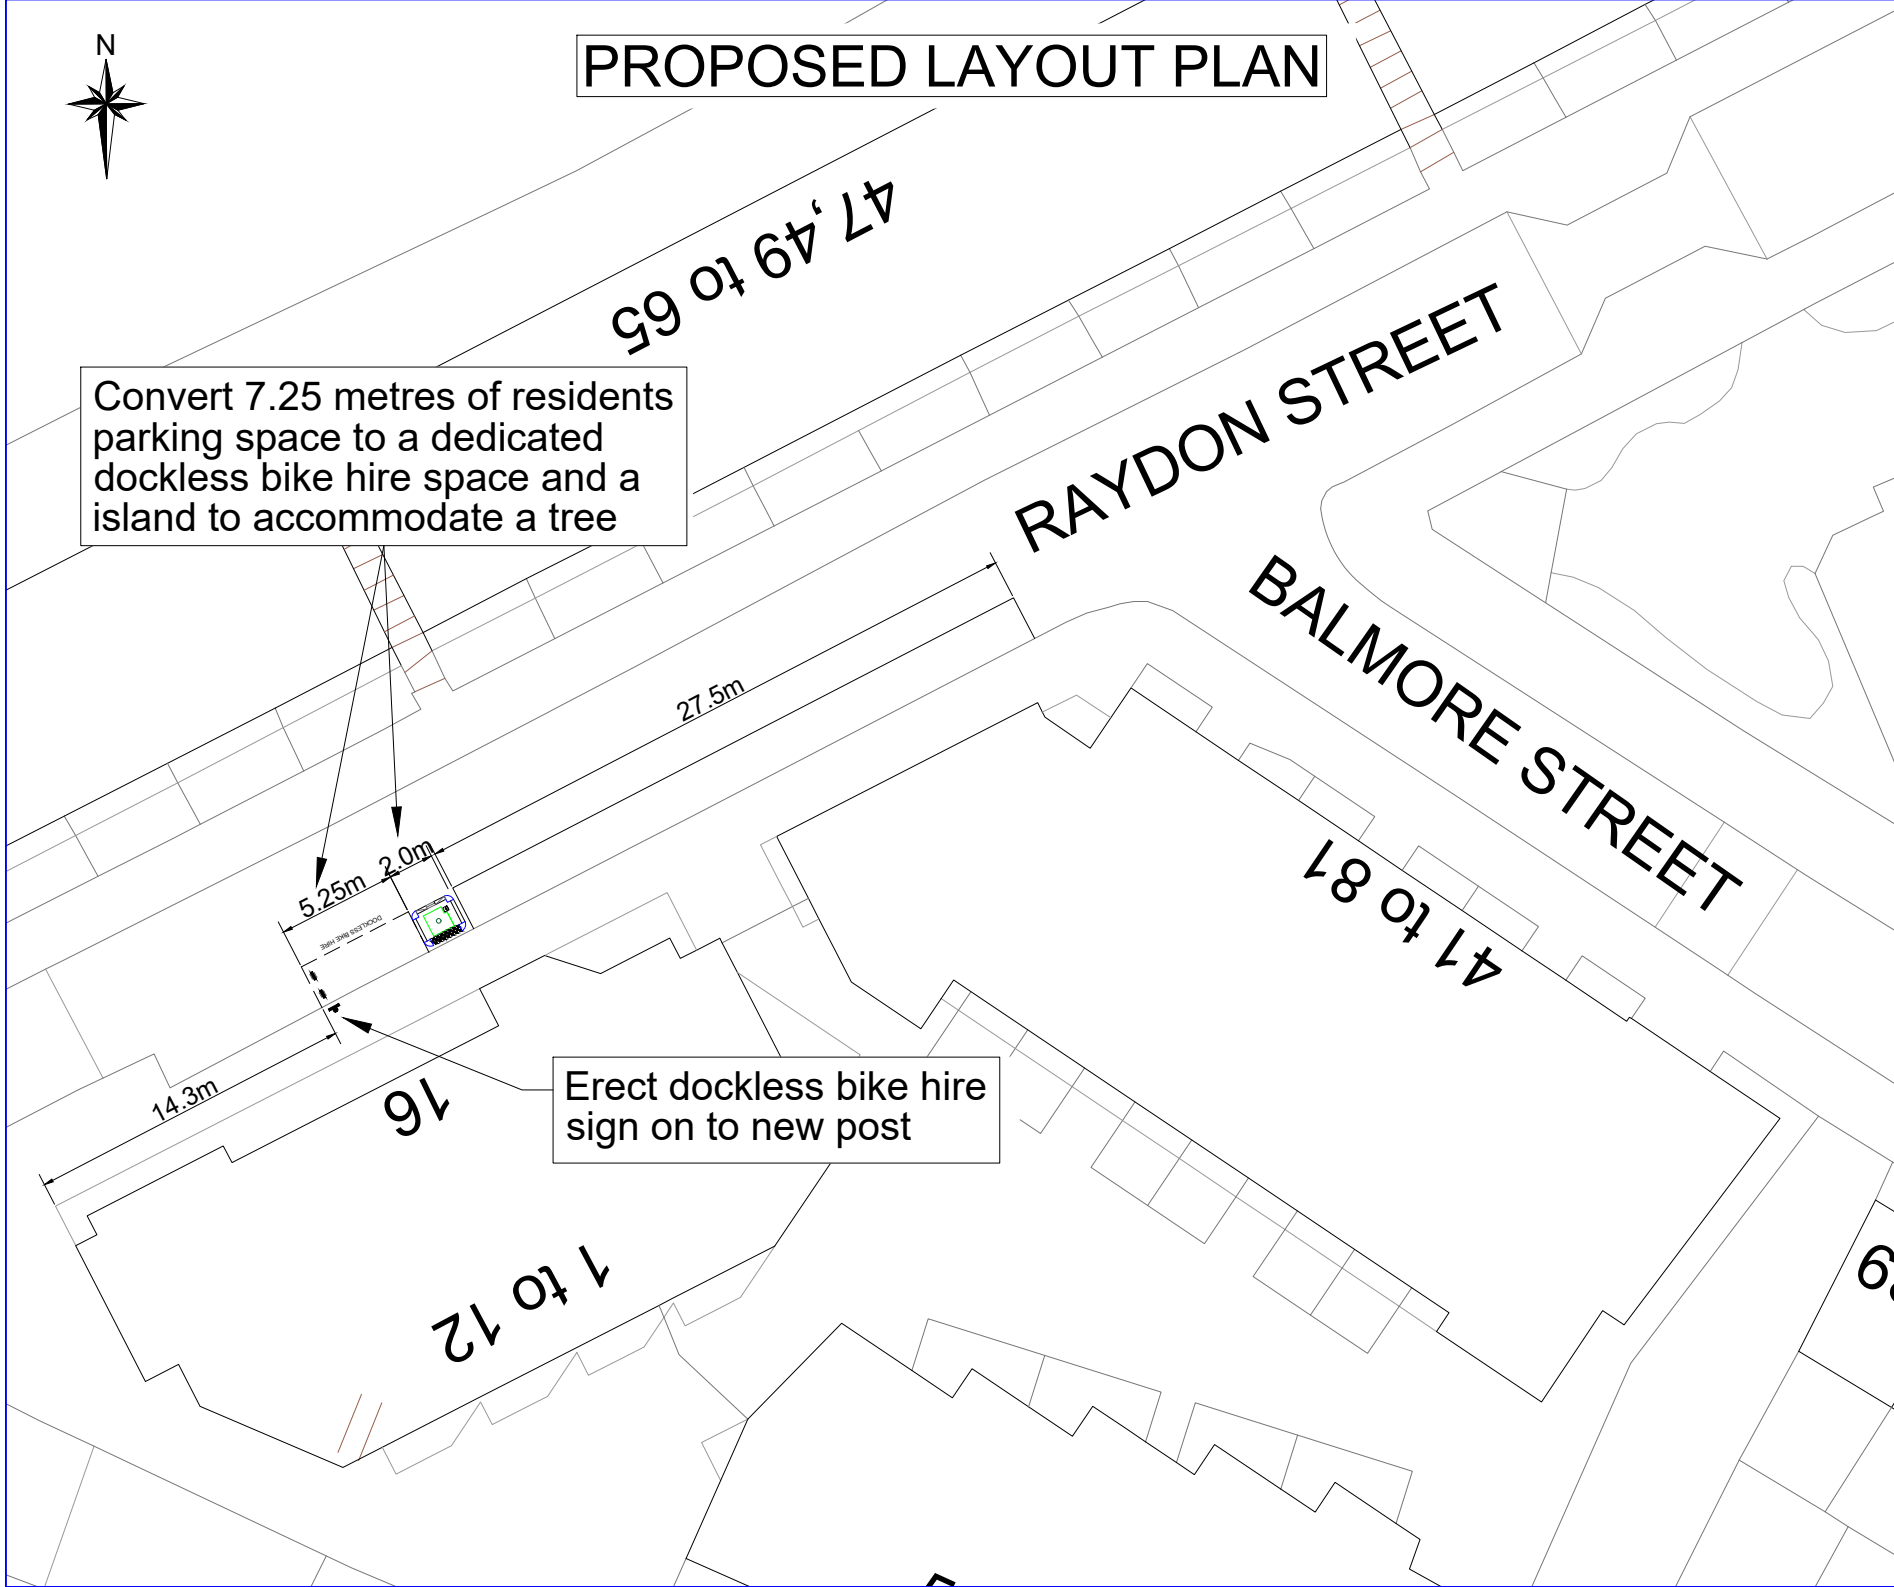 N
PROPOSED LAYOUT PLAN
47,49 to 65
Convert 7.25 metres of residents
parking space to a dedicated
dockless bike hire space and a
island to accommodate a tree
RAYDON STREET
BALMORE STREET
27.5m
2.0m
5.25m
DOCKLESS BIKE HIRE
41 to 81
14.3m
16
Erect dockless bike hire
sign on to new post
1 to 12